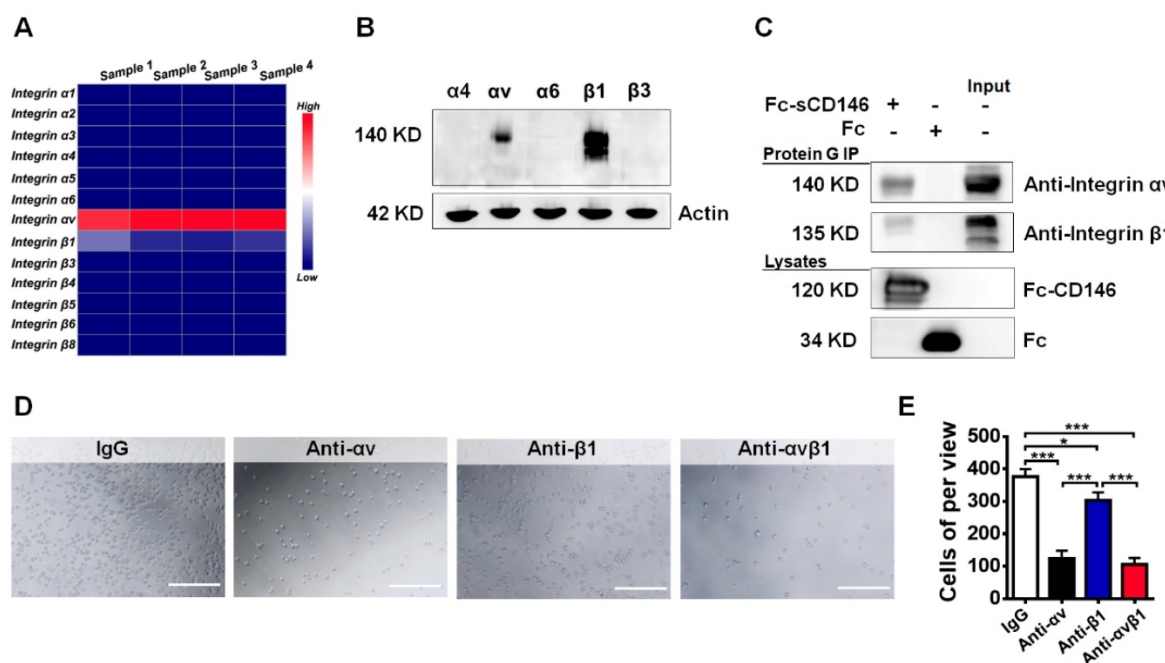 A
Sample 1 Sample 2 Sample 3 Sample 4
Integrin α1
Integrin α2
Integrin α3
Integrin α4
Integrin α5
Integrin α6
Integrin αv
Integrin β1
Integrin β3
Integrin β4
Integrin β5
Integrin β6
Integrin β8
High
Low
B
α4 αv α6 β1 β3
140 KD
42 KD Actin
C
Input
Fc-sCD146 + - -
Fc - + -
Protein G IP
140 KD Anti-Integrin αv
135 KD Anti-Integrin β1
Lysates
120 KD Fc-CD146
34 KD Fc
D
IgG Anti-αv Anti-β1 Anti-αvβ1
E
Cells of per view
500
400
300
200
100
0
***
*
*** *** ***
IgG Anti-αv Anti-β1 Anti-αvβ1